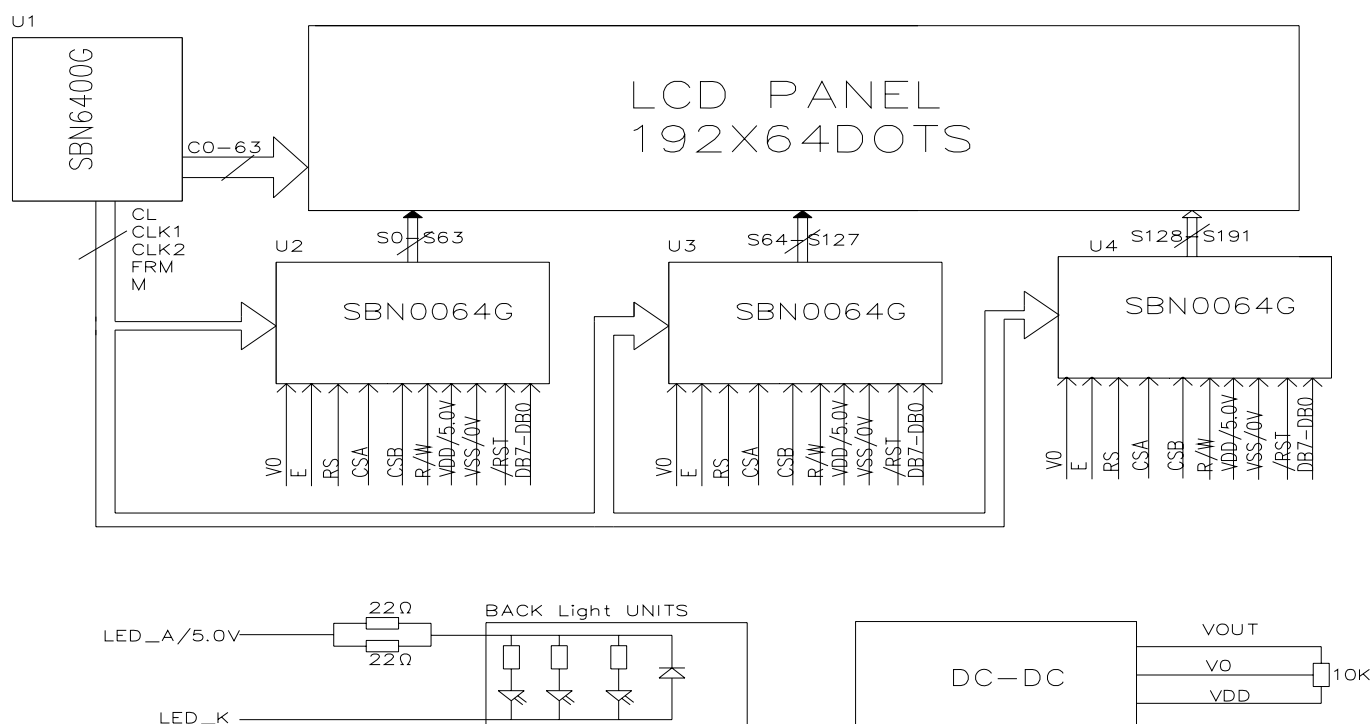 U1
SBN6400G
LCD PANEL
192X64DOTS
C0-63
CL
CLK1
CLK2
FRM
M
U2
S0-S63
U3
S64-S127
U4
S128-S191
SBN0064G
SBN0064G
SBN0064G
V0
E
RS
CSA
CSB
R/W
VDD/5.0V
VSS/0V
/RST
DB7-DB0
V0
E
RS
CSA
CSB
R/W
VDD/5.0V
VSS/0V
/RST
DB7-DB0
V0
E
RS
CSA
CSB
R/W
VDD/5.0V
VSS/0V
/RST
DB7-DB0
LED_A/5.0V
22Ω
22Ω
BACK Light UNITS
LED_K
DC-DC
VOUT
V0
VDD
10K